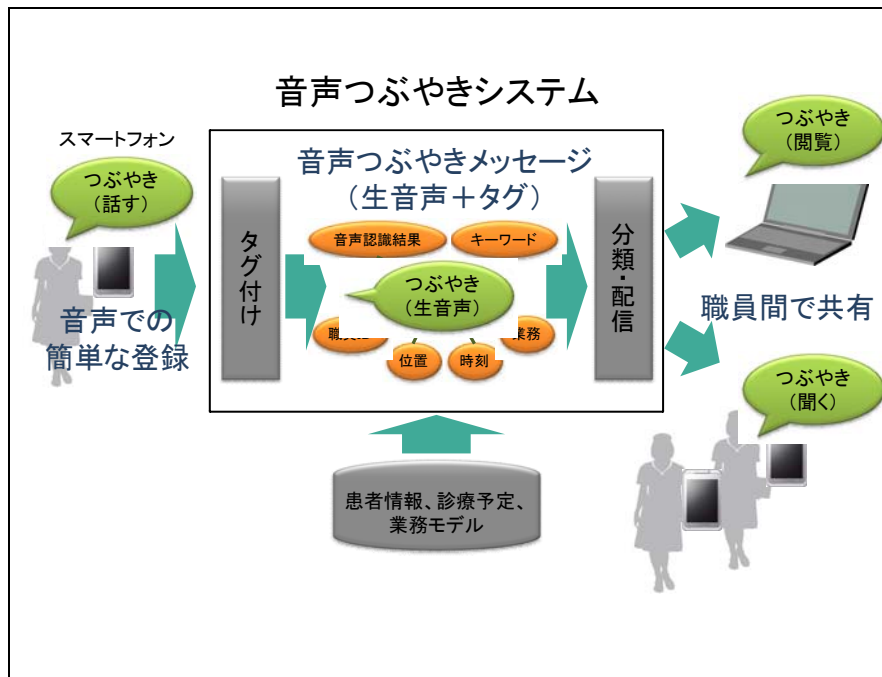 音声つぶやきシステム
スマートフォン
つぶやき
（話す）
音声での
簡単な登録
タグ付け
音声つぶやきメッセージ
（生音声＋タグ）
音声認識結果
キーワード
つぶやき
（生音声）
位置
時刻
業務
分類・配信
つぶやき
（閲覧）
職員間で共有
つぶやき
（聞く）
患者情報、診療予定、
業務モデル